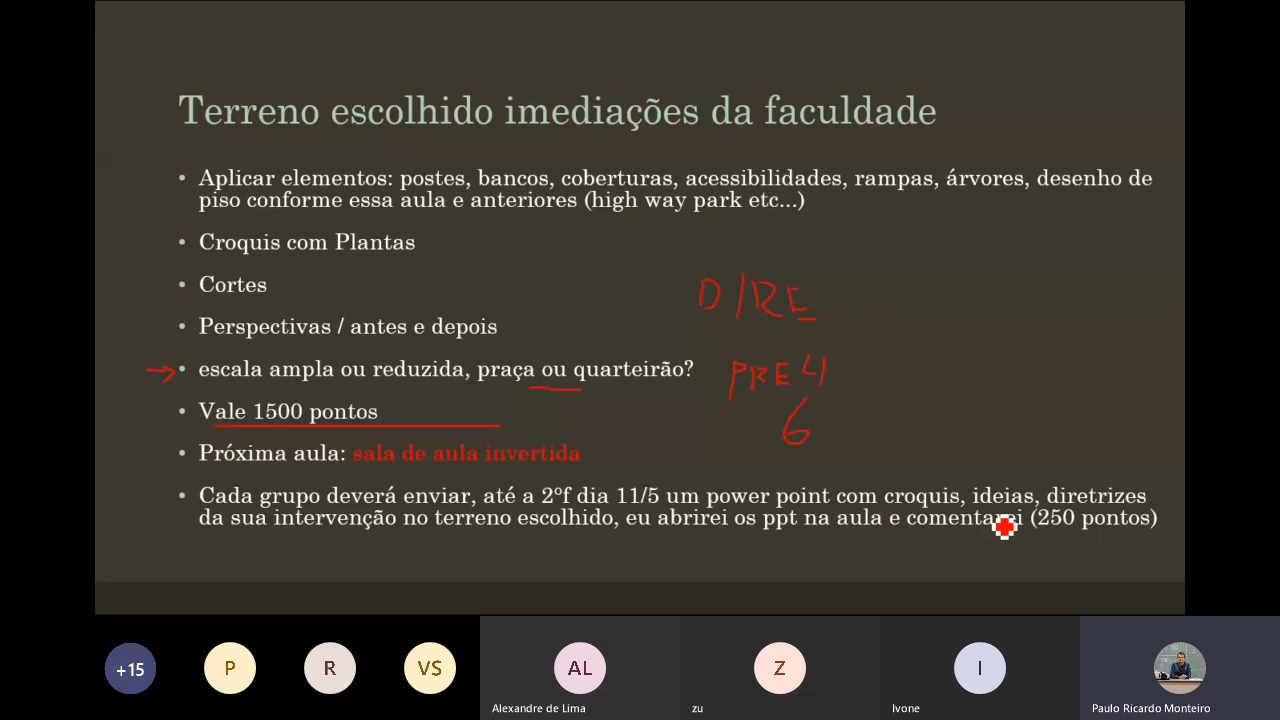 Terreno escolhido imediações da faculdade
• Aplicar elementos: postes, bancos, coberturas, acessibilidades, rampas, árvores, desenho de
piso conforme essa aula e anteriores (high way park etc...)
• Croquis com Plantas
• Cortes
D/RE
• Perspectivas / antes e depois
• escala ampla ou reduzida, praça ou quarteirão?
PRE4
• Vale 1500 pontos
6
• Próxima aula: sala de aula invertida
• Cada grupo deverá enviar, até a 2ºf dia 11/5 um power point com croquis, ideias, diretrizes
da sua intervenção no terreno escolhido, eu abrirei os ppt na aula e comentarei (250 pontos)
+15
P
R
VS
AL
Z
I
Alexandre de Lima
zu
Ivone
Paulo Ricardo Monteiro